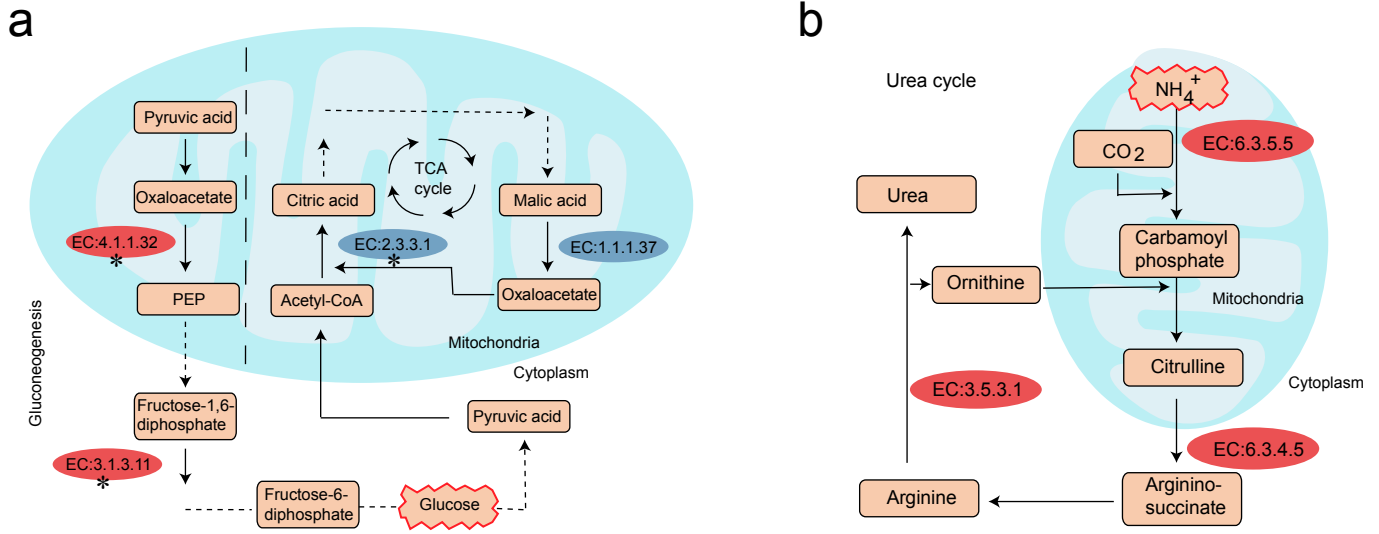 a
Pyruvic acid
Oxaloacetate
EC:4.1.1.32
*
PEP
Gluconeogenesis
Fructose-1,6-
diphosphate
EC:3.1.3.11
*
Fructose-6-
diphosphate
Glucose
Pyruvic acid
Acetyl-CoA
Citric acid
TCA
cycle
EC:2.3.3.1
*
Malic acid
EC:1.1.1.37
Oxaloacetate
Mitochondria
Cytoplasm
b
Urea cycle
NH4+
EC:6.3.5.5
CO2
Carbamoyl
phosphate
Urea
Ornithine
Mitochondria
Citrulline
Cytoplasm
EC:3.5.3.1
EC:6.3.4.5
Arginine
Arginino-
succinate